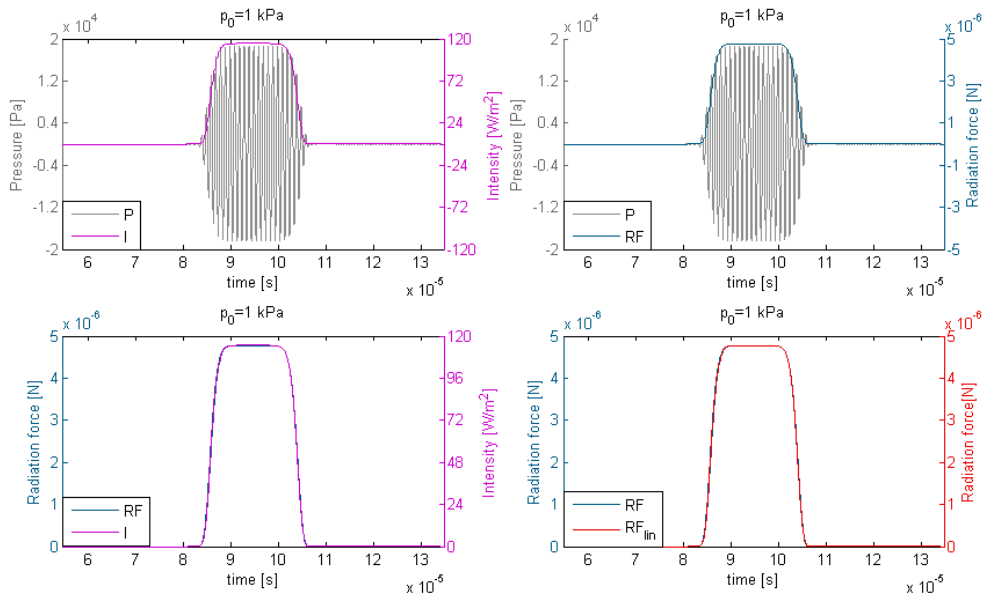 p0=1 kPa
x 10^4
2
1.2
0.4
-0.4
-1.2
-2
Pressure [Pa]
120
72
24
-24
-72
-120
Intensity [W/m2]
P
I
6 7 8 9 10 11 12 13
time [s]
x 10^-5
p0=1 kPa
x 10^4
2
1.2
0.4
-0.4
-1.2
-2
Pressure [Pa]
x 10^-6
5
3
1
-1
-3
-5
Radiation force [N]
P
RF
6 7 8 9 10 11 12 13
time [s]
x 10^-5
p0=1 kPa
x 10^-6
5
4
3
2
1
0
Radiation force [N]
120
96
72
48
24
0
Intensity [W/m2]
RF
I
6 7 8 9 10 11 12 13
time [s]
x 10^-5
p0=1 kPa
x 10^-6
5
4
3
2
1
0
Radiation force [N]
x 10^-6
5
4
3
2
1
0
Radiation force[N]
RF
RFlin
6 7 8 9 10 11 12 13
time [s]
x 10^-5